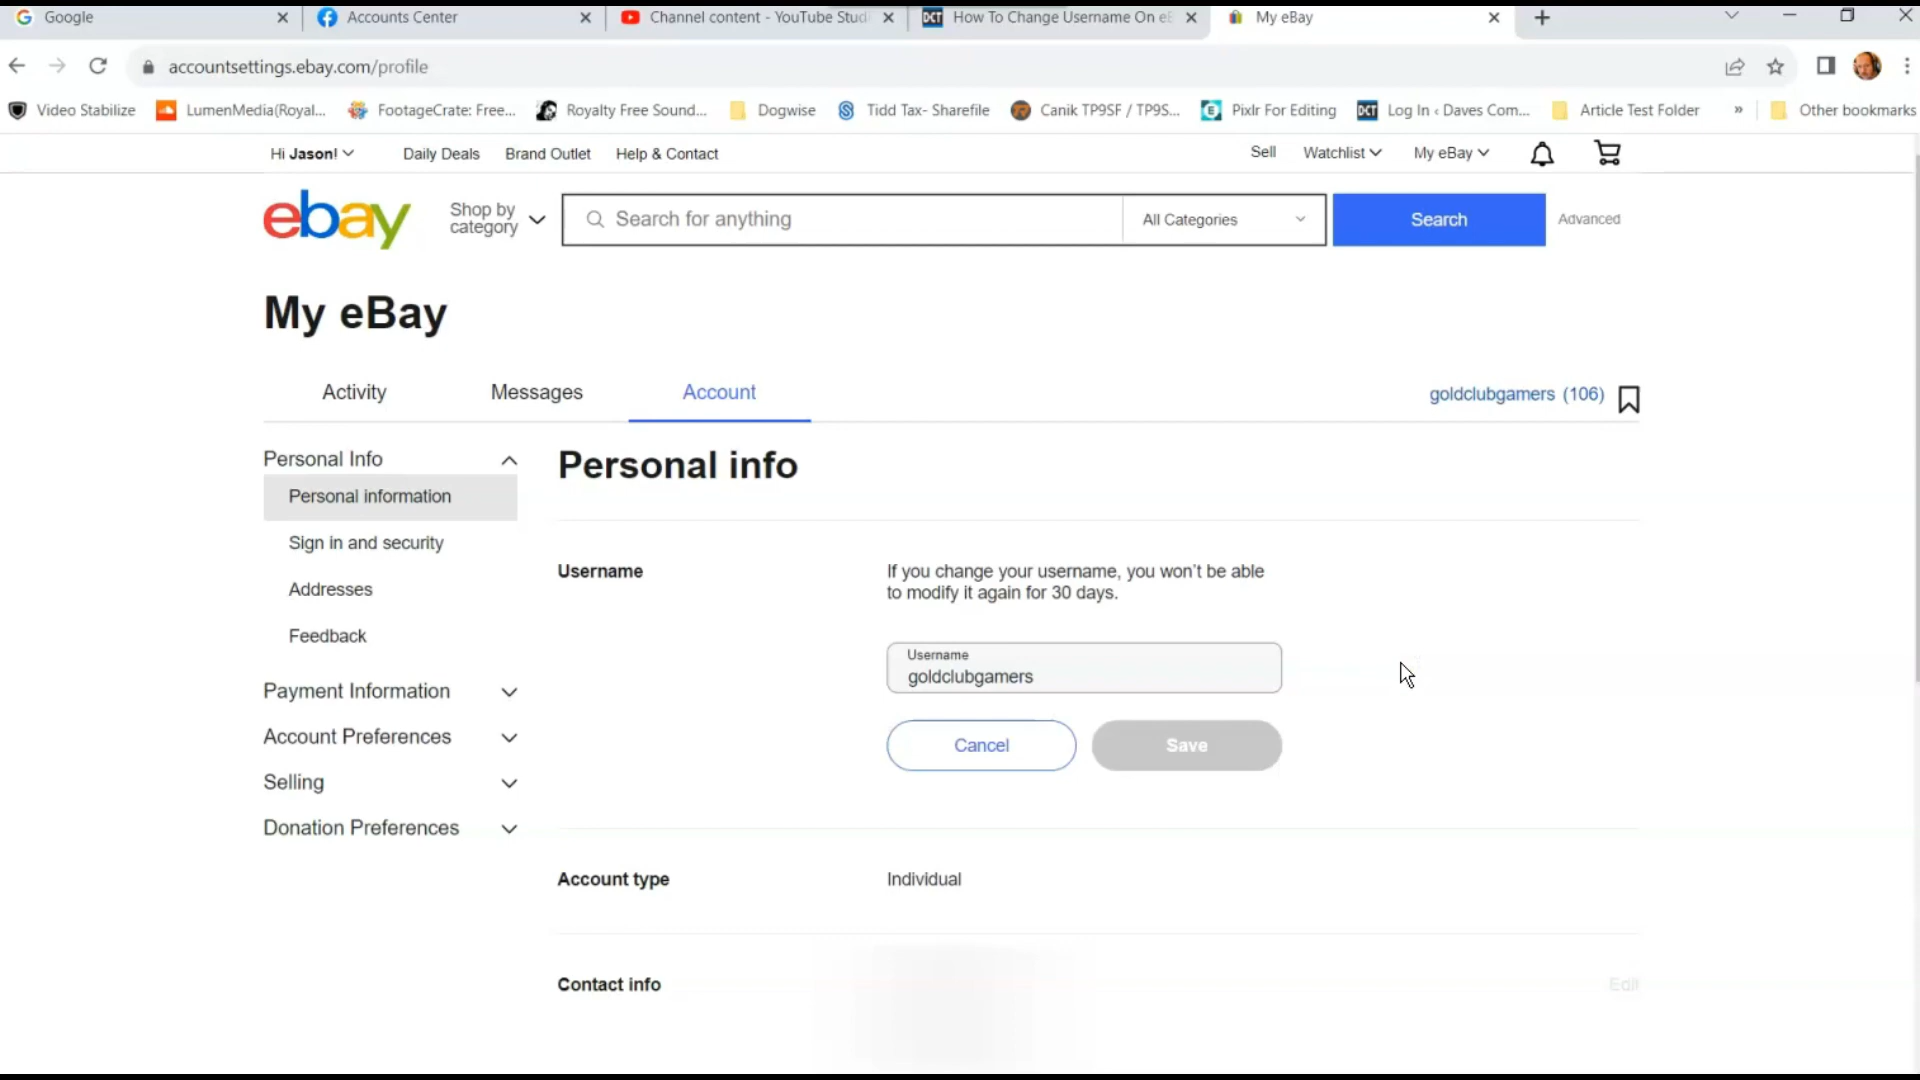 Google
Accounts Center
Channel content - YouTube Studi
DCT How To Change Username On eB
My eBay
accountsettings.ebay.com/profile
Video Stabilize
LumenMedia(Royal...
FootageCrate: Free...
Royalty Free Sound...
Dogwise
Tidd Tax- Sharefile
Canik TP9SF / TP9S...
Pixlr For Editing
DCT Log In ‹ Daves Com...
Article Test Folder
»
Other bookmarks
Hi Jason!
Daily Deals
Brand Outlet
Help & Contact
Sell
Watchlist
My eBay
ebay
Shop by
category
Search for anything
All Categories
Search
Advanced
My eBay
Activity
Messages
Account
goldclubgamers (106)
Personal Info
Personal information
Sign in and security
Addresses
Feedback
Payment Information
Account Preferences
Selling
Donation Preferences
Personal info
Username
If you change your username, you won't be able
to modify it again for 30 days.
Username
goldclubgamers
Cancel
Save
Account type
Individual
Contact info
Edit